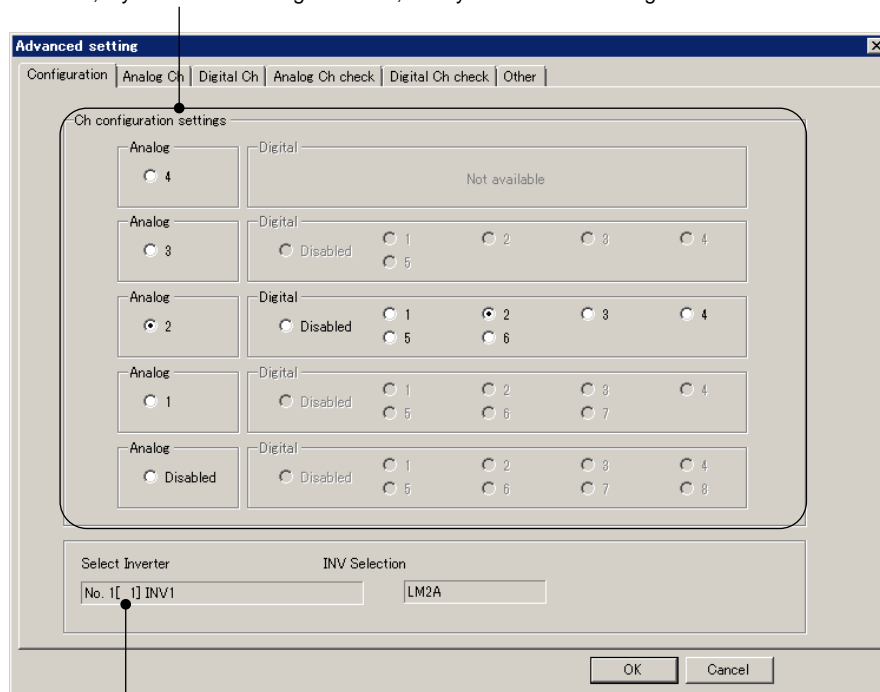 Advanced setting
Configuration Analog Ch Digital Ch Analog Ch check Digital Ch check Other
Ch configuration settings
Analog Digital
4 Not available
Analog Digital
3 Disabled 1 2 3 4
5
Analog Digital
2 Disabled 1 2 3 4
5 6
Analog Digital
1 Disabled 1 2 3 4
5 6 7
Analog Digital
Disabled Disabled 1 2 3 4
5 6 7 8
Select Inverter INV Selection
No. 1[ 1] INV1 LM2A
OK Cancel